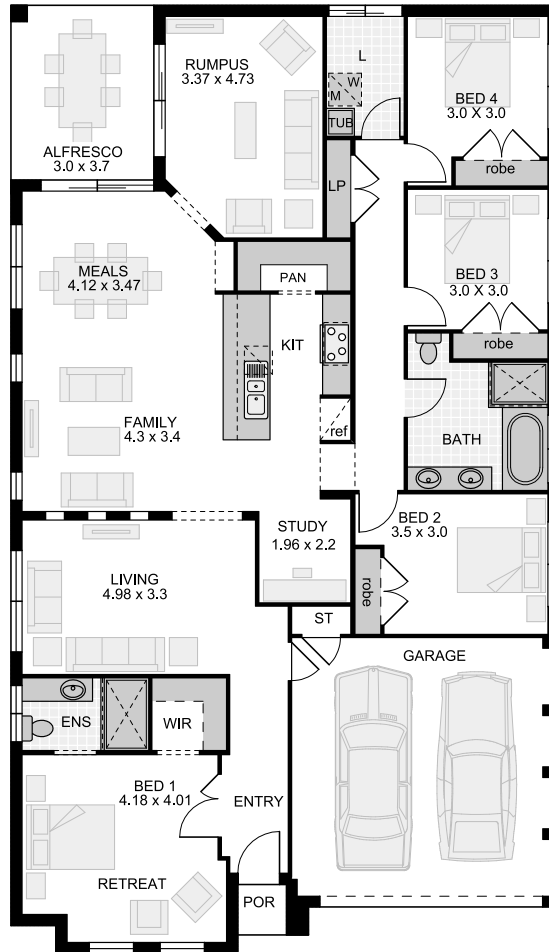 RUMPUS
3.37 x 4.73
L
W
M
TUB
BED 4
3.0 X 3.0
robe
ALFRESCO
3.0 x 3.7
LP
MEALS
4.12 x 3.47
PAN
BED 3
3.0 X 3.0
robe
KIT
FAMILY
4.3 x 3.4
ref
BATH
STUDY
1.96 x 2.2
BED 2
3.5 x 3.0
robe
LIVING
4.98 x 3.3
ST
GARAGE
ENS
WIR
BED 1
4.18 x 4.01
ENTRY
RETREAT
POR